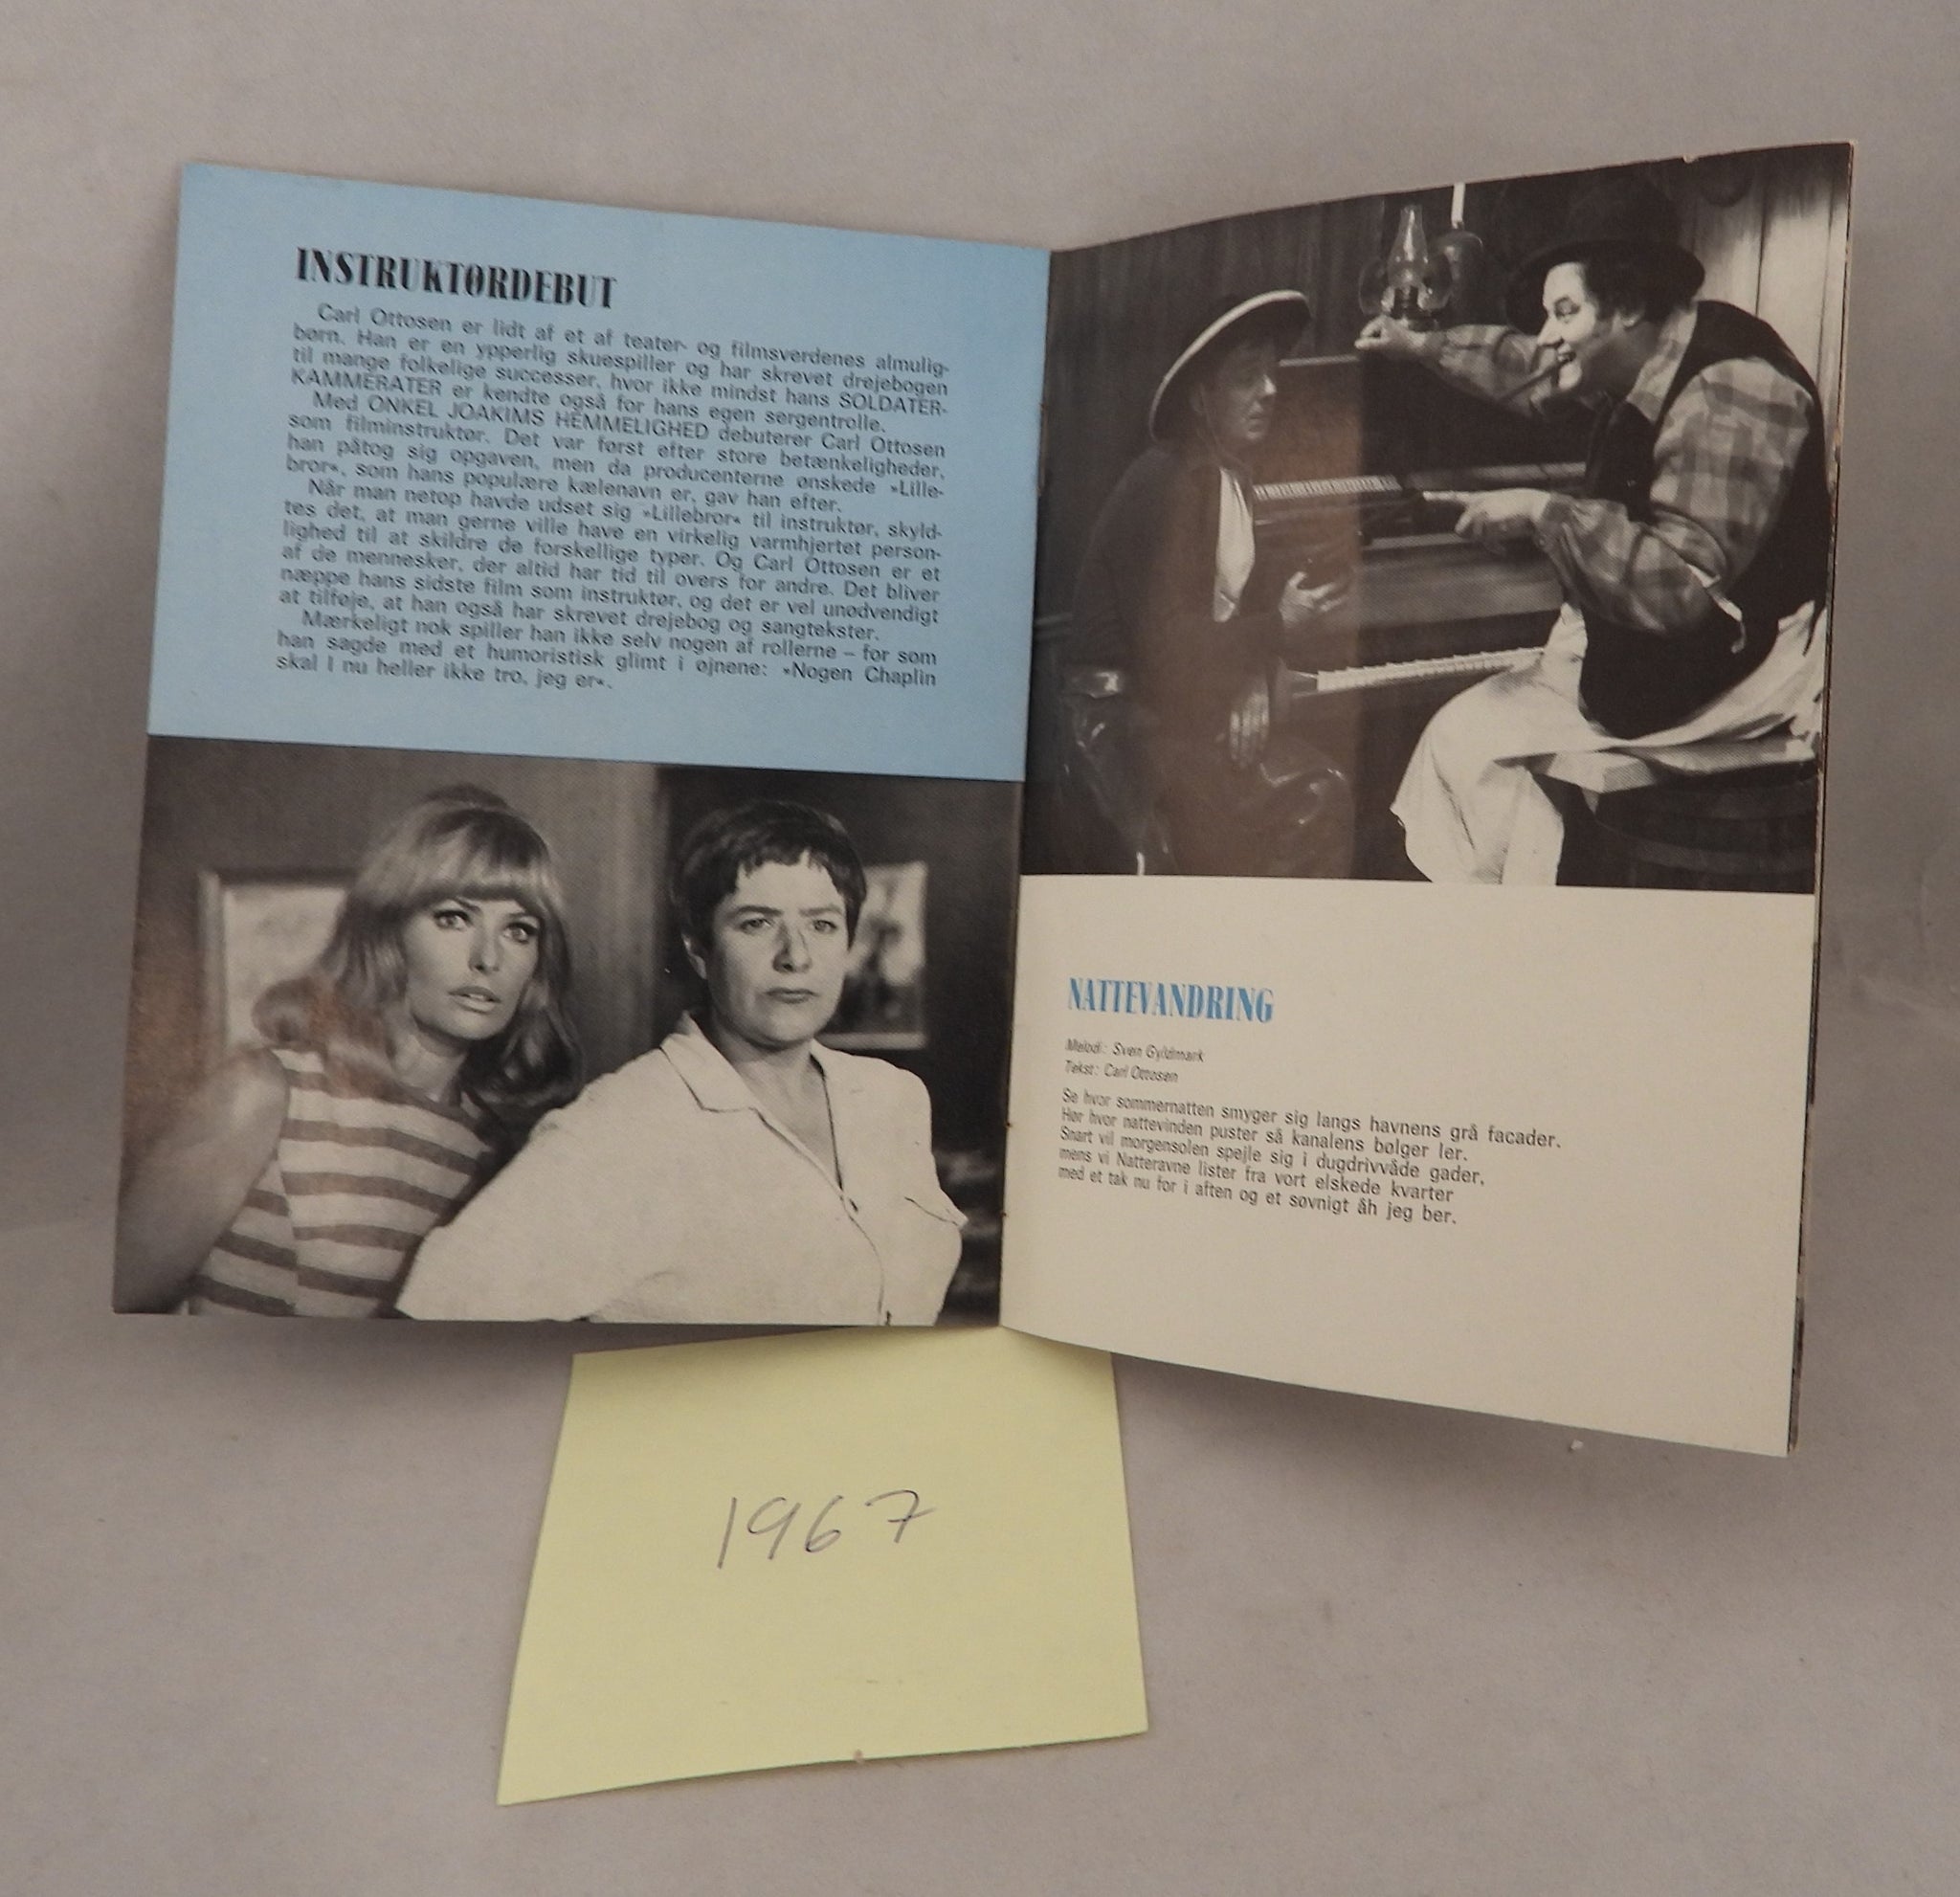 INSTRUKTØRDEBUT
Carl Ottosen er lidt af et af teater- og filmsverdenes almulig-
børn. Han er en ypperlig skuespiller og har skrevet drejebogen
til mange folkelige successer, hvor ikke mindst hans SOLDATER-
KAMMERATER er kendte også for hans egen sergentrolle.
Med ONKEL JOAKIMS HEMMELIGHED debuterer Carl Ottosen
som filminstruktør. Det var først efter store betænkeligheder,
han påtog sig opgaven, men da producenterne ønskede »Lille-
bror«, som hans populære kælenavn er, gav han efter.
Når man netop havde udset sig »Lillebror« til instruktør, skyld-
tes det, at man gerne ville have en virkelig varmhjertet person-
lighed til at skildre de forskellige typer. Og Carl Ottosen er et
af de mennesker, der altid har tid til overs for andre. Det bliver
næppe hans sidste film som instruktør, og det er vel unødvendigt
at tilføje, at han også har skrevet drejebog og sangtekster.
Mærkeligt nok spiller han ikke selv nogen af rollerne – for som
han sagde med et humoristisk glimt i øjnene: »Nogen Chaplin
skal I nu heller ikke tro, jeg er«.
NATTEVANDRING
Melodi: Sven Gyldmark
Tekst: Carl Ottosen
Se hvor sommernatten smyger sig langs havnens grå facader.
Hør hvor nattevinden puster så kanalens bølger ler.
Snart vil morgensolen spejle sig i dugdrivvåde gader,
mens vi Natteravne lister fra vort elskede kvarter
med et tak nu for i aften og et søvnigt åh jeg ber.
1967